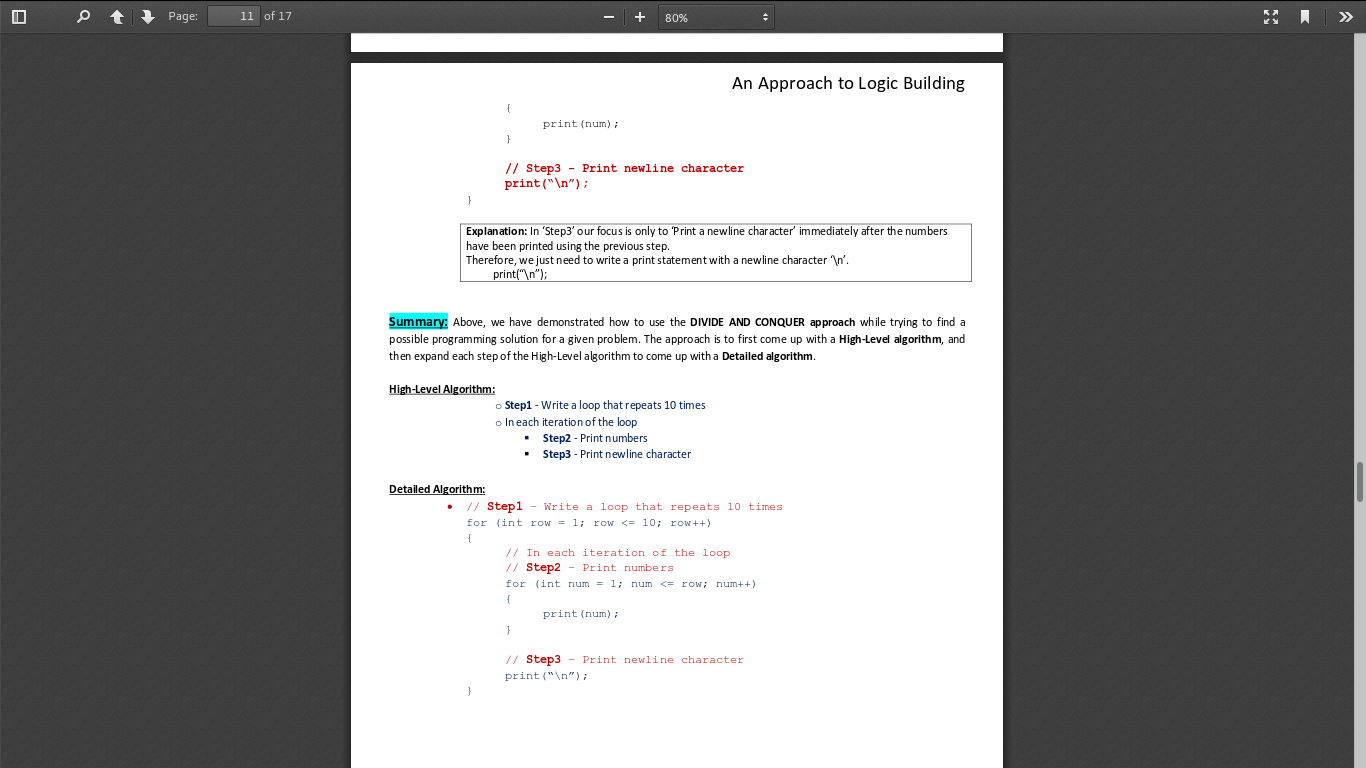 Page: 11 of 17 80%
An Approach to Logic Building
{
print(num);
}
// Step3 – Print newline character
print(“\n”);
}
Explanation: In ‘Step3’ our focus is only to ‘Print a newline character’ immediately after the numbers
have been printed using the previous step.
Therefore, we just need to write a print statement with a newline character ‘\n’.
print(“\n”);
Summary: Above, we have demonstrated how to use the DIVIDE AND CONQUER approach while trying to find a
possible programming solution for a given problem. The approach is to first come up with a High-Level algorithm, and
then expand each step of the High-Level algorithm to come up with a Detailed algorithm.
High-Level Algorithm:
o Step1 - Write a loop that repeats 10 times
o In each iteration of the loop
▪ Step2 - Print numbers
▪ Step3 - Print newline character
Detailed Algorithm:
• // Step1 – Write a loop that repeats 10 times
for (int row = 1; row <= 10; row++)
{
// In each iteration of the loop
// Step2 – Print numbers
for (int num = 1; num <= row; num++)
{
print(num);
}
// Step3 – Print newline character
print(“\n”);
}